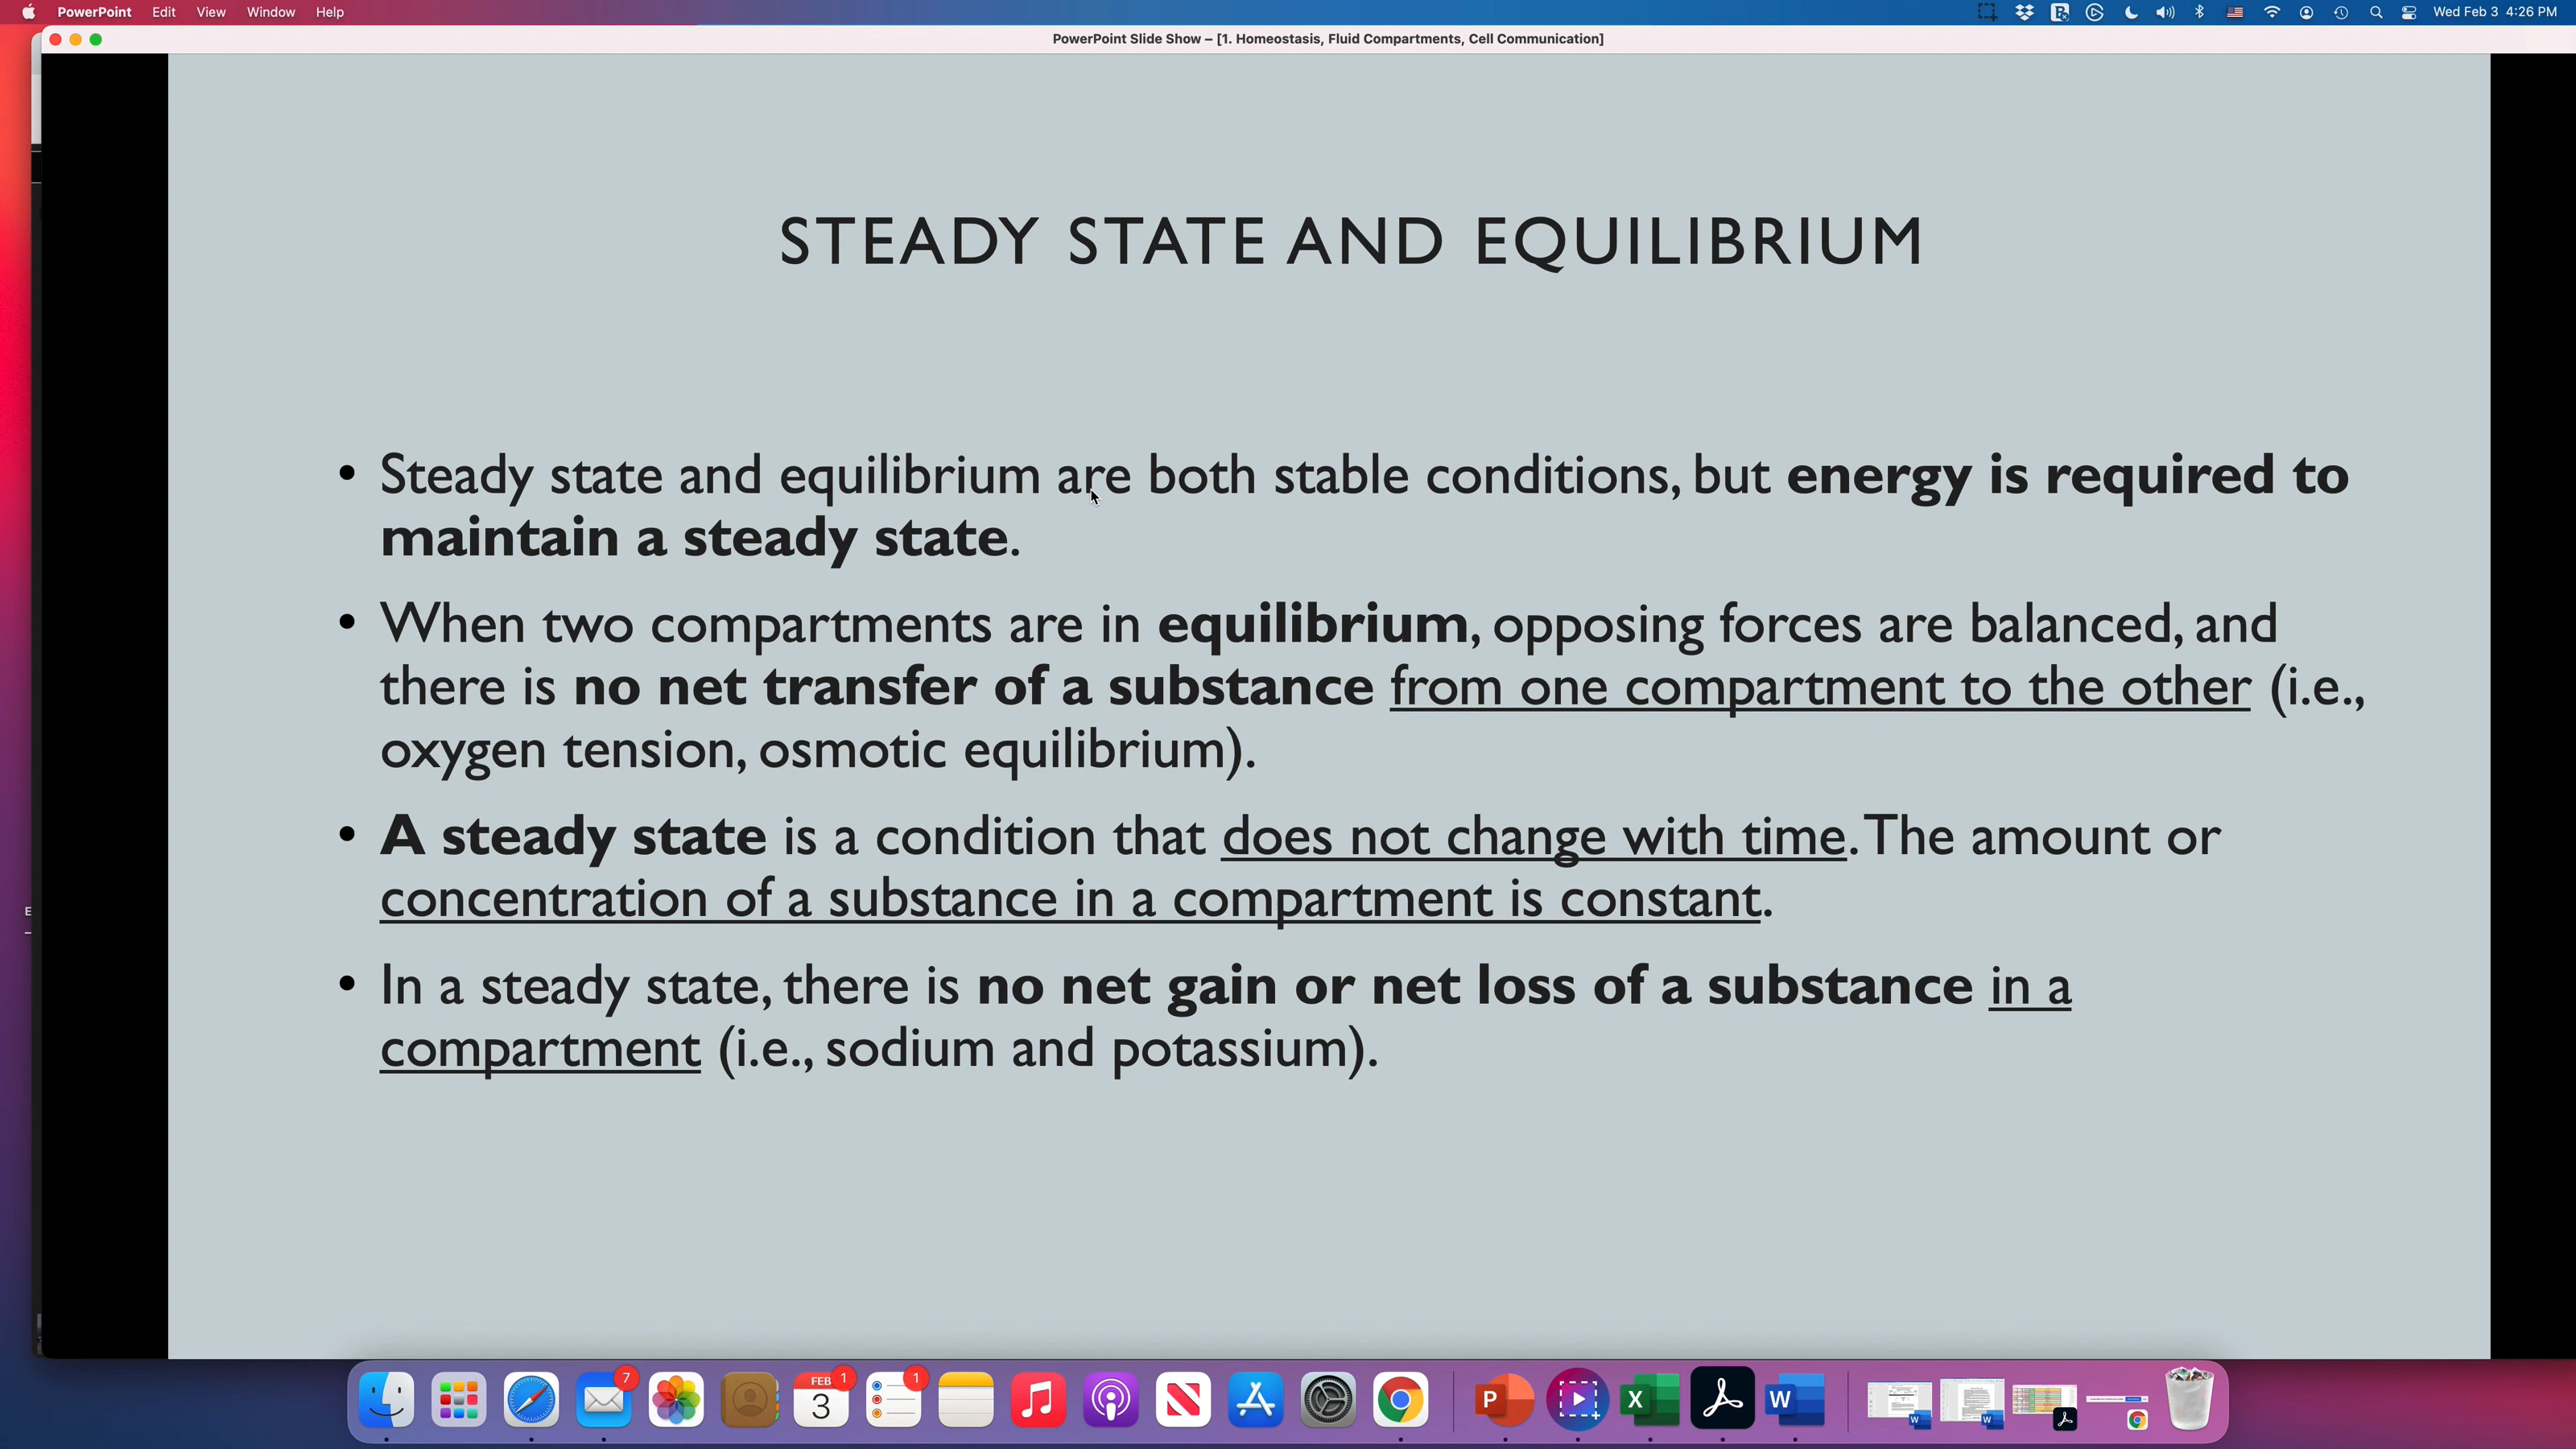 PowerPoint Edit View Window Help
Wed Feb 3 4:26 PM
PowerPoint Slide Show – [1. Homeostasis, Fluid Compartments, Cell Communication]
STEADY STATE AND EQUILIBRIUM
• Steady state and equilibrium are both stable conditions, but energy is required to
maintain a steady state.
• When two compartments are in equilibrium, opposing forces are balanced, and
there is no net transfer of a substance from one compartment to the other (i.e.,
oxygen tension, osmotic equilibrium).
• A steady state is a condition that does not change with time. The amount or
concentration of a substance in a compartment is constant.
• In a steady state, there is no net gain or net loss of a substance in a
compartment (i.e., sodium and potassium).
7
FEB
3
1
1
P
X
W